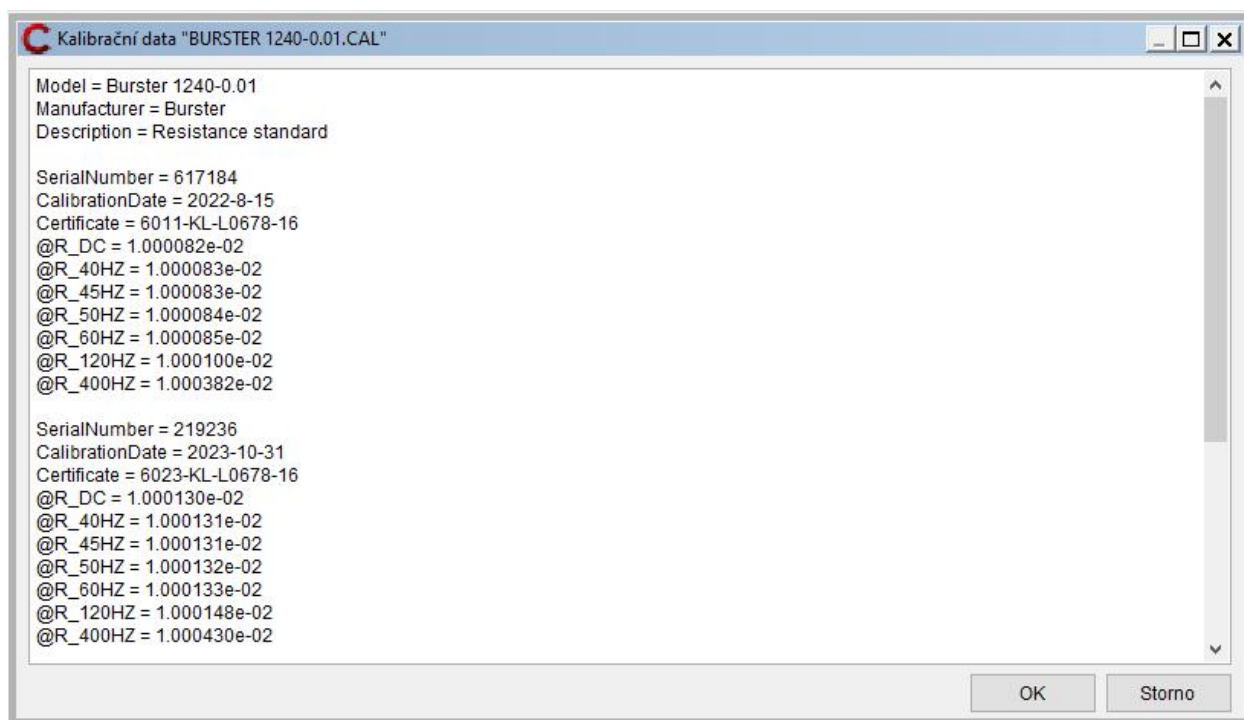 Kalibrační data "BURSTER 1240-0.01.CAL"
Model = Burster 1240-0.01
Manufacturer = Burster
Description = Resistance standard
SerialNumber = 617184
CalibrationDate = 2022-8-15
Certificate = 6011-KL-L0678-16
@R_DC = 1.000082e-02
@R_40HZ = 1.000083e-02
@R_45HZ = 1.000083e-02
@R_50HZ = 1.000084e-02
@R_60HZ = 1.000085e-02
@R_120HZ = 1.000100e-02
@R_400HZ = 1.000382e-02
SerialNumber = 219236
CalibrationDate = 2023-10-31
Certificate = 6023-KL-L0678-16
@R_DC = 1.000130e-02
@R_40HZ = 1.000131e-02
@R_45HZ = 1.000131e-02
@R_50HZ = 1.000132e-02
@R_60HZ = 1.000133e-02
@R_120HZ = 1.000148e-02
@R_400HZ = 1.000430e-02
OK Storno